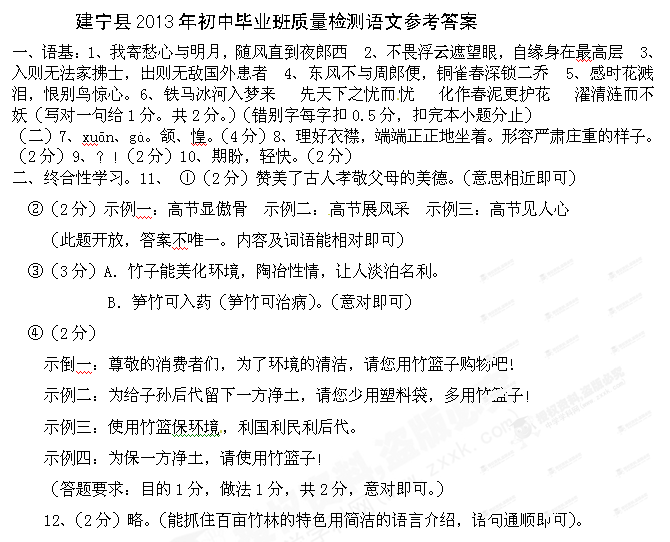 建宁县2013年初中毕业班质量检测语文参考答案
一、语基：1、我寄愁心与明月，随风直到夜郎西 2、不畏浮云遮望眼，自缘身在最高层 3、
入则无法家拂士，出则无敌国外患者 4、东风不与周郎便，铜雀春深锁二乔 5、感时花溅
泪，恨别鸟惊心。6、铁马冰河入梦来 先天下之忧而忧 化作春泥更护花 濯清涟而不
妖（写对一句给1分。共2分。）（错别字每字扣0.5分，扣完本小题分止）
（二）7、xuān、gá。颔、惶。（4分）8、理好衣襟，端端正正地坐着。形容严肃庄重的样子。
（2分）9、？！（2分）10、期盼，轻快。（2分）
二、终合性学习。11、 ①（2分）赞美了古人孝敬父母的美德。（意思相近即可）
②（2分）示例一：高节显傲骨 示例二：高节展风采 示例三：高节见人心
（此题开放，答案不唯一。内容及词语能相对即可）
③（3分）A．竹子能美化环境，陶冶性情，让人淡泊名利。
B．笋竹可入药（笋竹可治病）。（意对即可）
④（2分）
示倒一：尊敬的消费者们，为了环境的清洁，请您用竹篮子购物吧！
示例二：为给子孙后代留下一方净土，请您少用塑料袋，多用竹篮子！
示例三：使用竹篮保环境，利国利民利后代。
示例四：为保一方净土，请使用竹篮子！
（答题要求：目的1分，做法1分，共2分，意对即可。）
12、（2分）略。（能抓住百亩竹林的特色用简洁的语言介绍，语句通顺即可）。